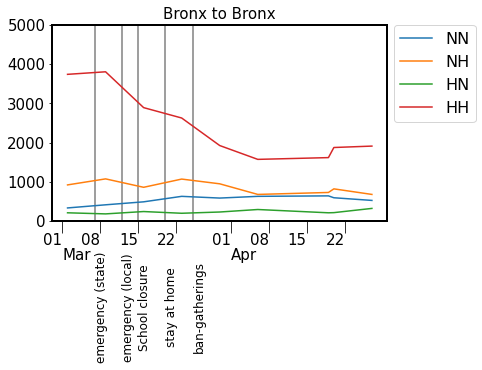 Bronx to Bronx
5000
4000
3000
2000
1000
0
01 08 15 22 01 08 15 22
Mar Apr
emergency (state)
emergency (local)
School closure
stay at home
ban-gatherings
NN
NH
HN
HH